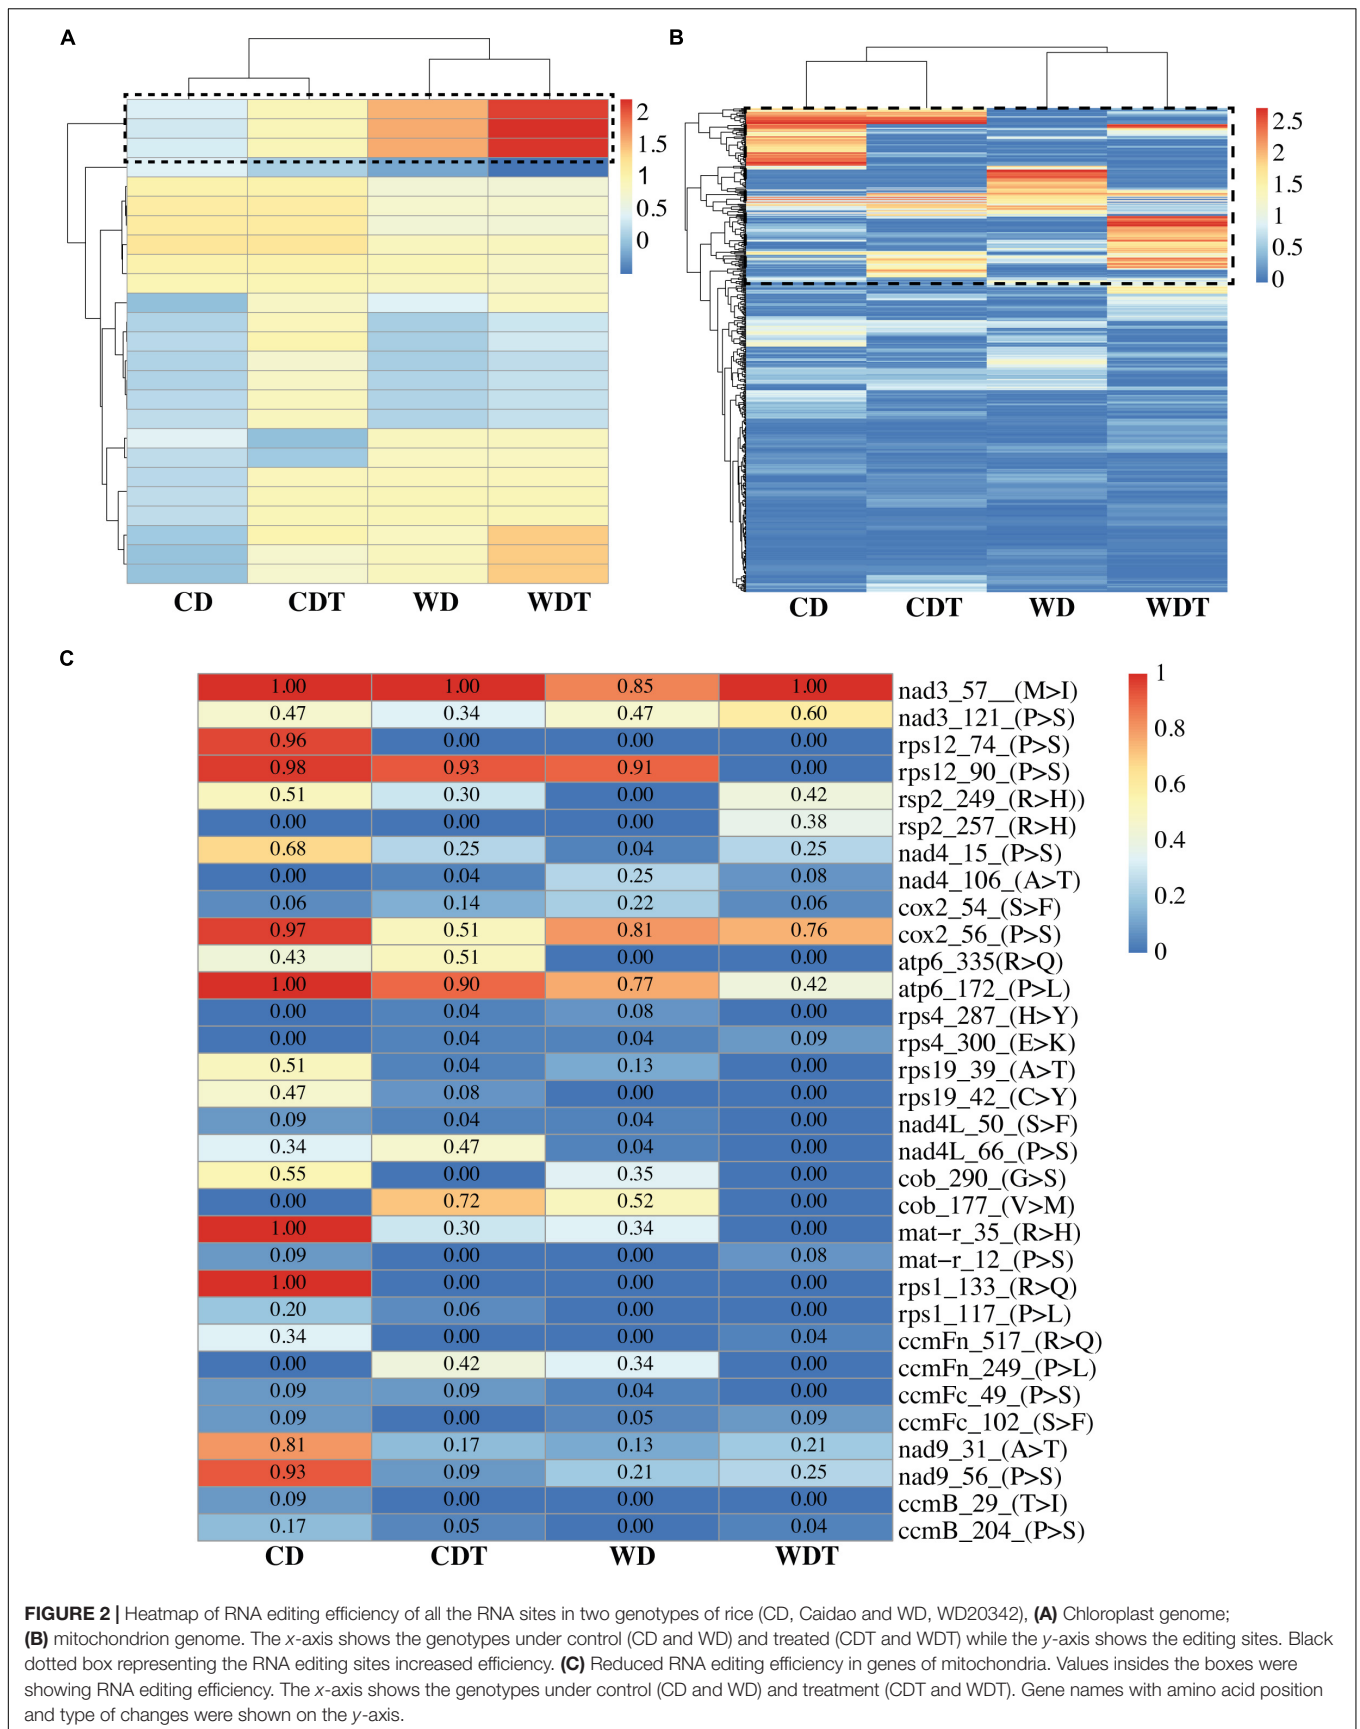 A
2
1.5
1
0.5
0
CD CDT WD WDT
B
2.5
2
1.5
1
0.5
0
CD CDT WD WDT
C
1.00 1.00 0.85 1.00 nad3_57__(M>I)
0.47 0.34 0.47 0.60 nad3_121_(P>S)
0.96 0.00 0.00 0.00 rps12_74_(P>S)
0.98 0.93 0.91 0.00 rps12_90_(P>S)
0.51 0.30 0.00 0.42 rsp2_249_(R>H))
0.00 0.00 0.00 0.38 rsp2_257_(R>H)
0.68 0.25 0.04 0.25 nad4_15_(P>S)
0.00 0.04 0.25 0.08 nad4_106_(A>T)
0.06 0.14 0.22 0.06 cox2_54_(S>F)
0.97 0.51 0.81 0.76 cox2_56_(P>S)
0.43 0.51 0.00 0.00 atp6_335(R>Q)
1.00 0.90 0.77 0.42 atp6_172_(P>L)
0.00 0.04 0.08 0.00 rps4_287_(H>Y)
0.00 0.04 0.04 0.09 rps4_300_(E>K)
0.51 0.04 0.13 0.00 rps19_39_(A>T)
0.47 0.08 0.00 0.00 rps19_42_(C>Y)
0.09 0.04 0.04 0.00 nad4L_50_(S>F)
0.34 0.47 0.04 0.00 nad4L_66_(P>S)
0.55 0.00 0.35 0.00 cob_290_(G>S)
0.00 0.72 0.52 0.00 cob_177_(V>M)
1.00 0.30 0.34 0.00 mat−r_35_(R>H)
0.09 0.00 0.00 0.08 mat−r_12_(P>S)
1.00 0.00 0.00 0.00 rps1_133_(R>Q)
0.20 0.06 0.00 0.00 rps1_117_(P>L)
0.34 0.00 0.00 0.04 ccmFn_517_(R>Q)
0.00 0.42 0.34 0.00 ccmFn_249_(P>L)
0.09 0.09 0.04 0.00 ccmFc_49_(P>S)
0.09 0.00 0.05 0.09 ccmFc_102_(S>F)
0.81 0.17 0.13 0.21 nad9_31_(A>T)
0.93 0.09 0.21 0.25 nad9_56_(P>S)
0.09 0.00 0.00 0.00 ccmB_29_(T>I)
0.17 0.05 0.00 0.04 ccmB_204_(P>S)
CD CDT WD WDT
1
0.8
0.6
0.4
0.2
0
FIGURE 2 | Heatmap of RNA editing efficiency of all the RNA sites in two genotypes of rice (CD, Caidao and WD, WD20342), (A) Chloroplast genome;
(B) mitochondrion genome. The x-axis shows the genotypes under control (CD and WD) and treated (CDT and WDT) while the y-axis shows the editing sites. Black
dotted box representing the RNA editing sites increased efficiency. (C) Reduced RNA editing efficiency in genes of mitochondria. Values insides the boxes were
showing RNA editing efficiency. The x-axis shows the genotypes under control (CD and WD) and treatment (CDT and WDT). Gene names with amino acid position
and type of changes were shown on the y-axis.